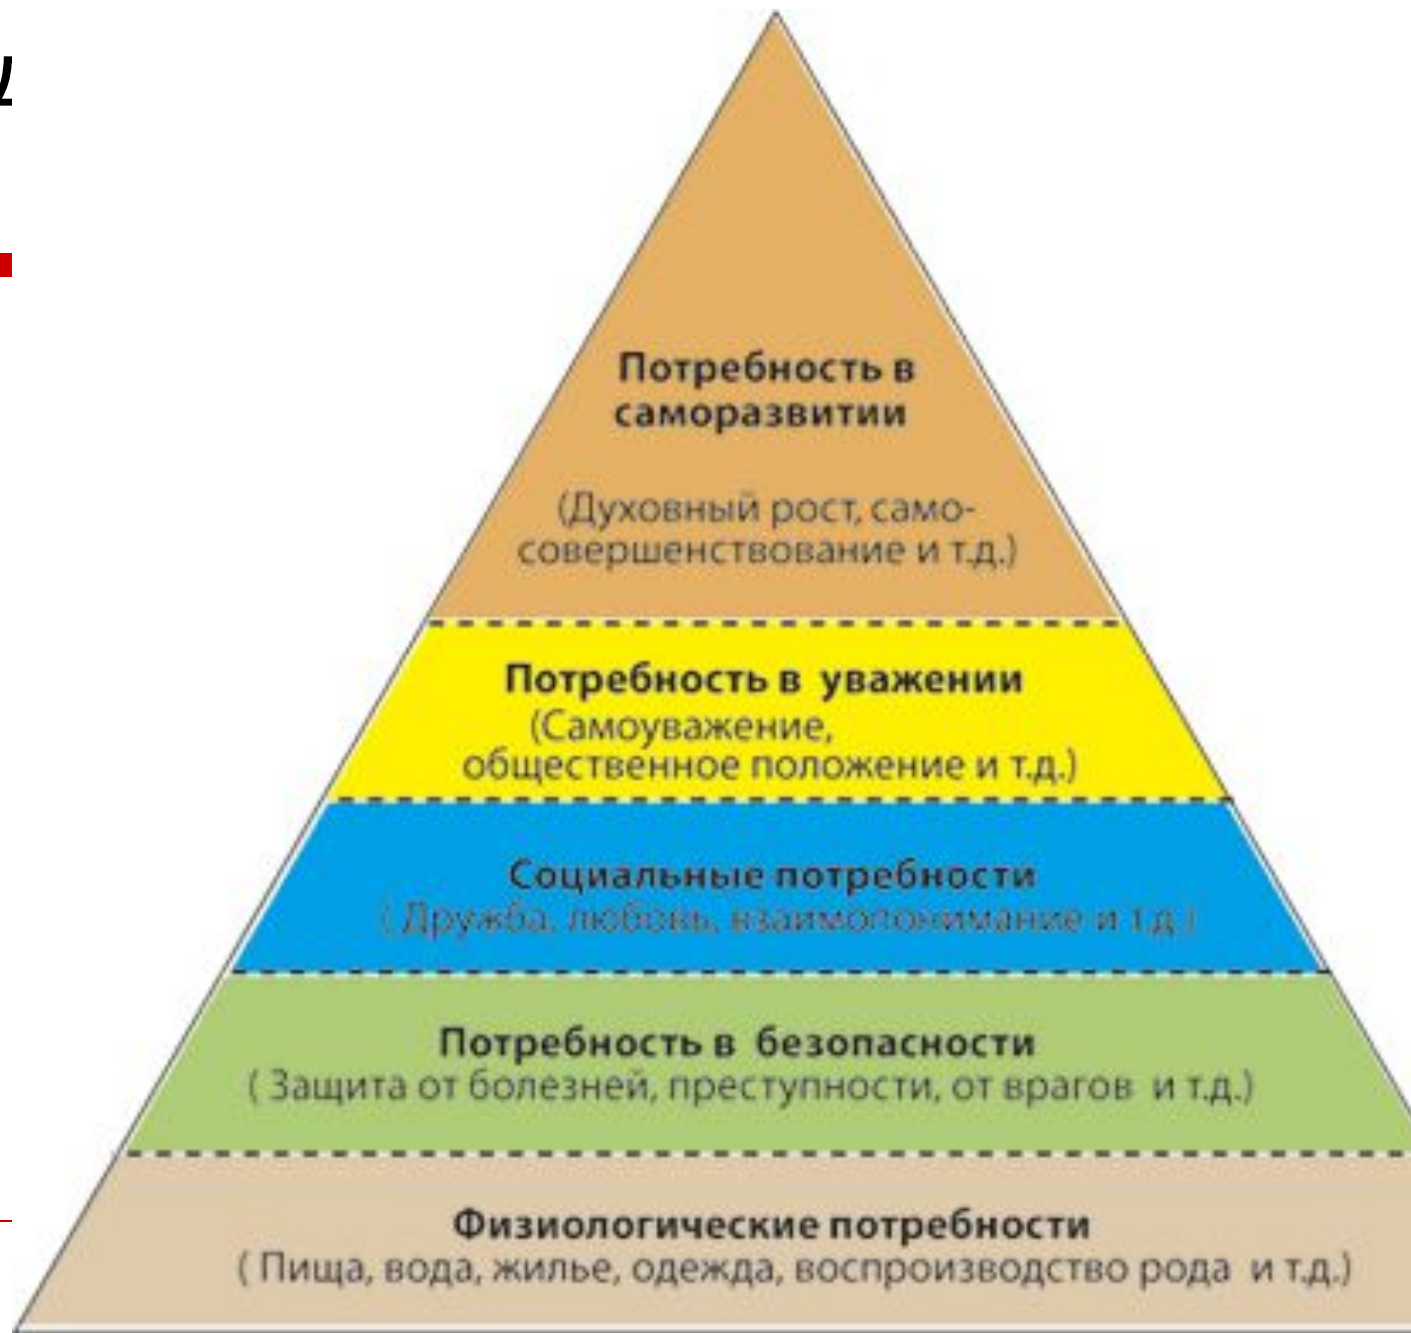 Потребность в
саморазвитии
(Духовный рост, само-
совершенствование и т.д.)
Потребность в уважении
(Самоуважение,
общественное положение и т.д.)
Социальные потребности
( Дружба, любовь, взаимопонимание и т.д.)
Потребность в безопасности
( Защита от болезней, преступности, от врагов и т.д.)
Физиологические потребности
( Пища, вода, жилье, одежда, воспроизводство рода и т.д.)